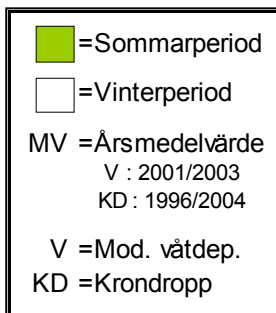 =Sommarperiod
=Vinterperiod
MV =Årsmedelvärde
V : 2001/2003
KD : 1996/2004
V =Mod. våtdep.
KD =Krondropp